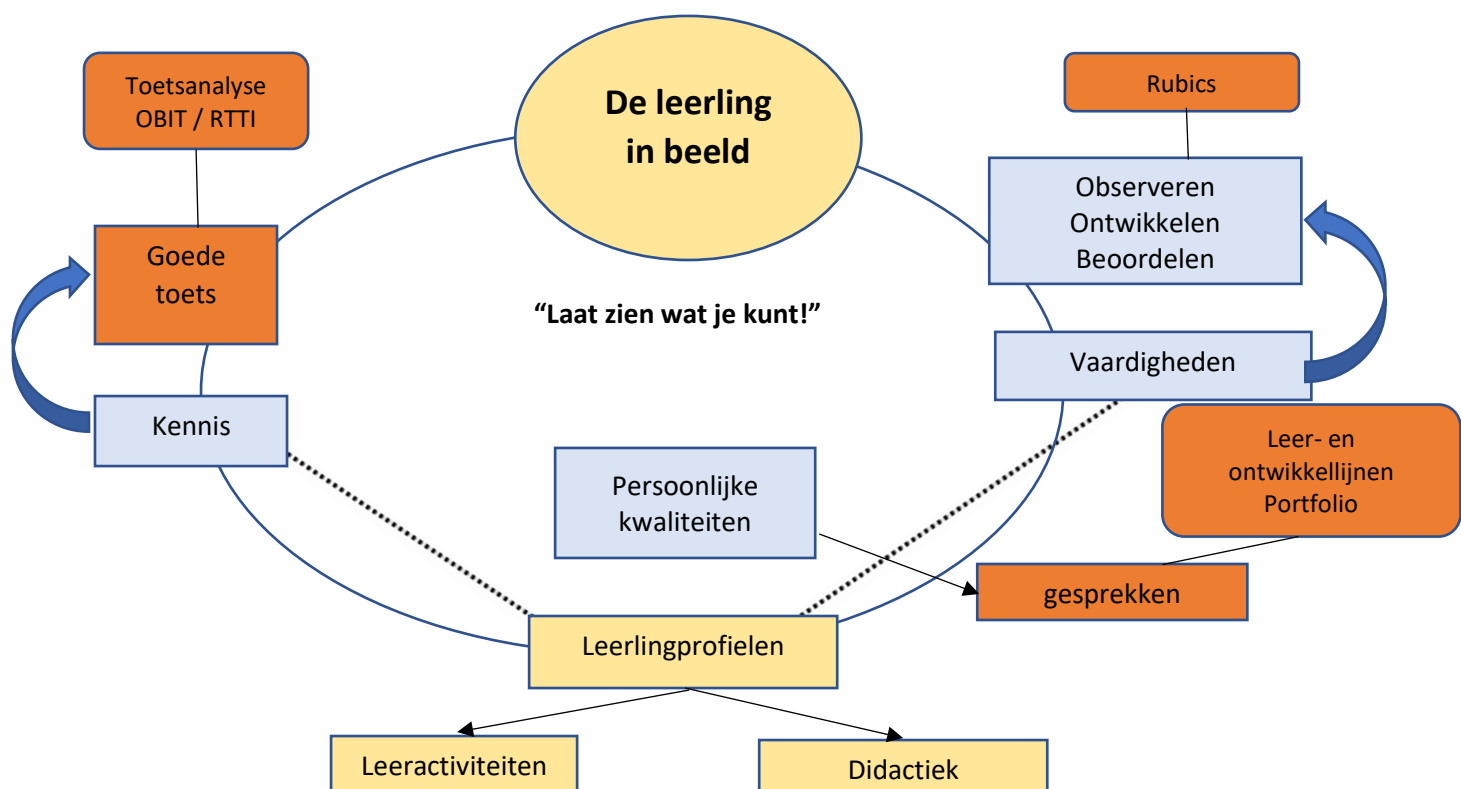 Toetsanalyse
OBIT / RTTI
De leerling
in beeld
Rubics
Observeren
Ontwikkelen
Beoordelen
Goede
toets
“Laat zien wat je kunt!”
Vaardigheden
Kennis
Leer- en
ontwikkellijnen
Portfolio
Persoonlijke
kwaliteiten
gesprekken
Leerlingprofielen
Leeractiviteiten
Didactiek